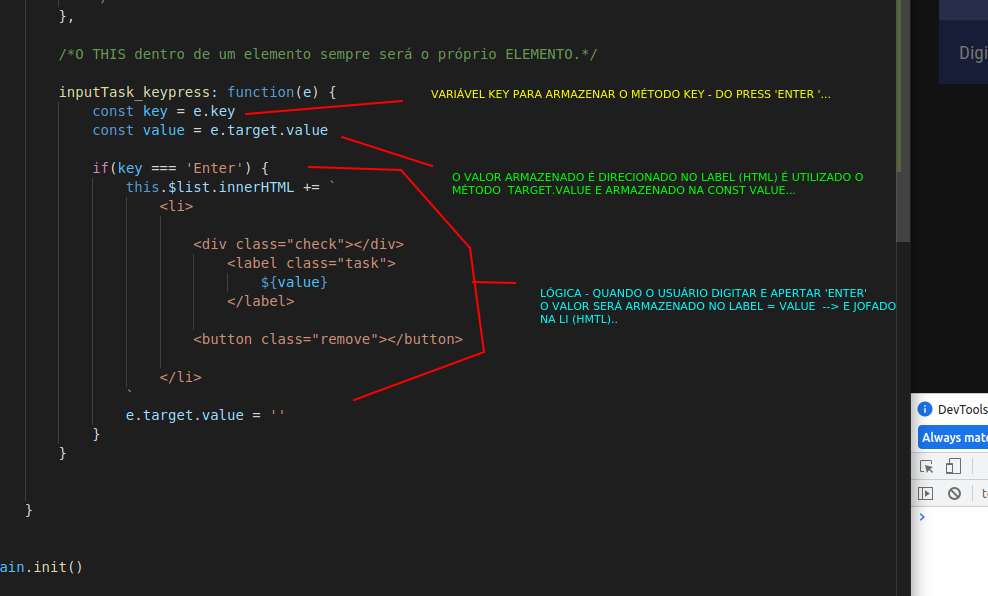 },
/*O THIS dentro de um elemento sempre será o próprio ELEMENTO.*/
Digi
inputTask_keypress: function(e) {
VARIÁVEL KEY PARA ARMAZENAR O MÉTODO KEY - DO PRESS 'ENTER '...
const key = e.key
const value = e.target.value
if(key === 'Enter') {
O VALOR ARMAZENADO É DIRECIONADO NO LABEL (HTML) É UTILIZADO O
MÉTODO  TARGET.VALUE E ARMAZENADO NA CONST VALUE...
this.$list.innerHTML += `
<li>
<div class="check"></div>
<label class="task">
${value}
</label>
LÓGICA - QUANDO O USUÁRIO DIGITAR E APERTAR 'ENTER'
O VALOR SERÁ ARMAZENADO NO LABEL = VALUE  --> E JOFADO
NA LI (HMTL)..
<button class="remove"></button>
</li>
`
e.target.value = ''
}
}
}
ain.init()
DevTools
Always mat
>